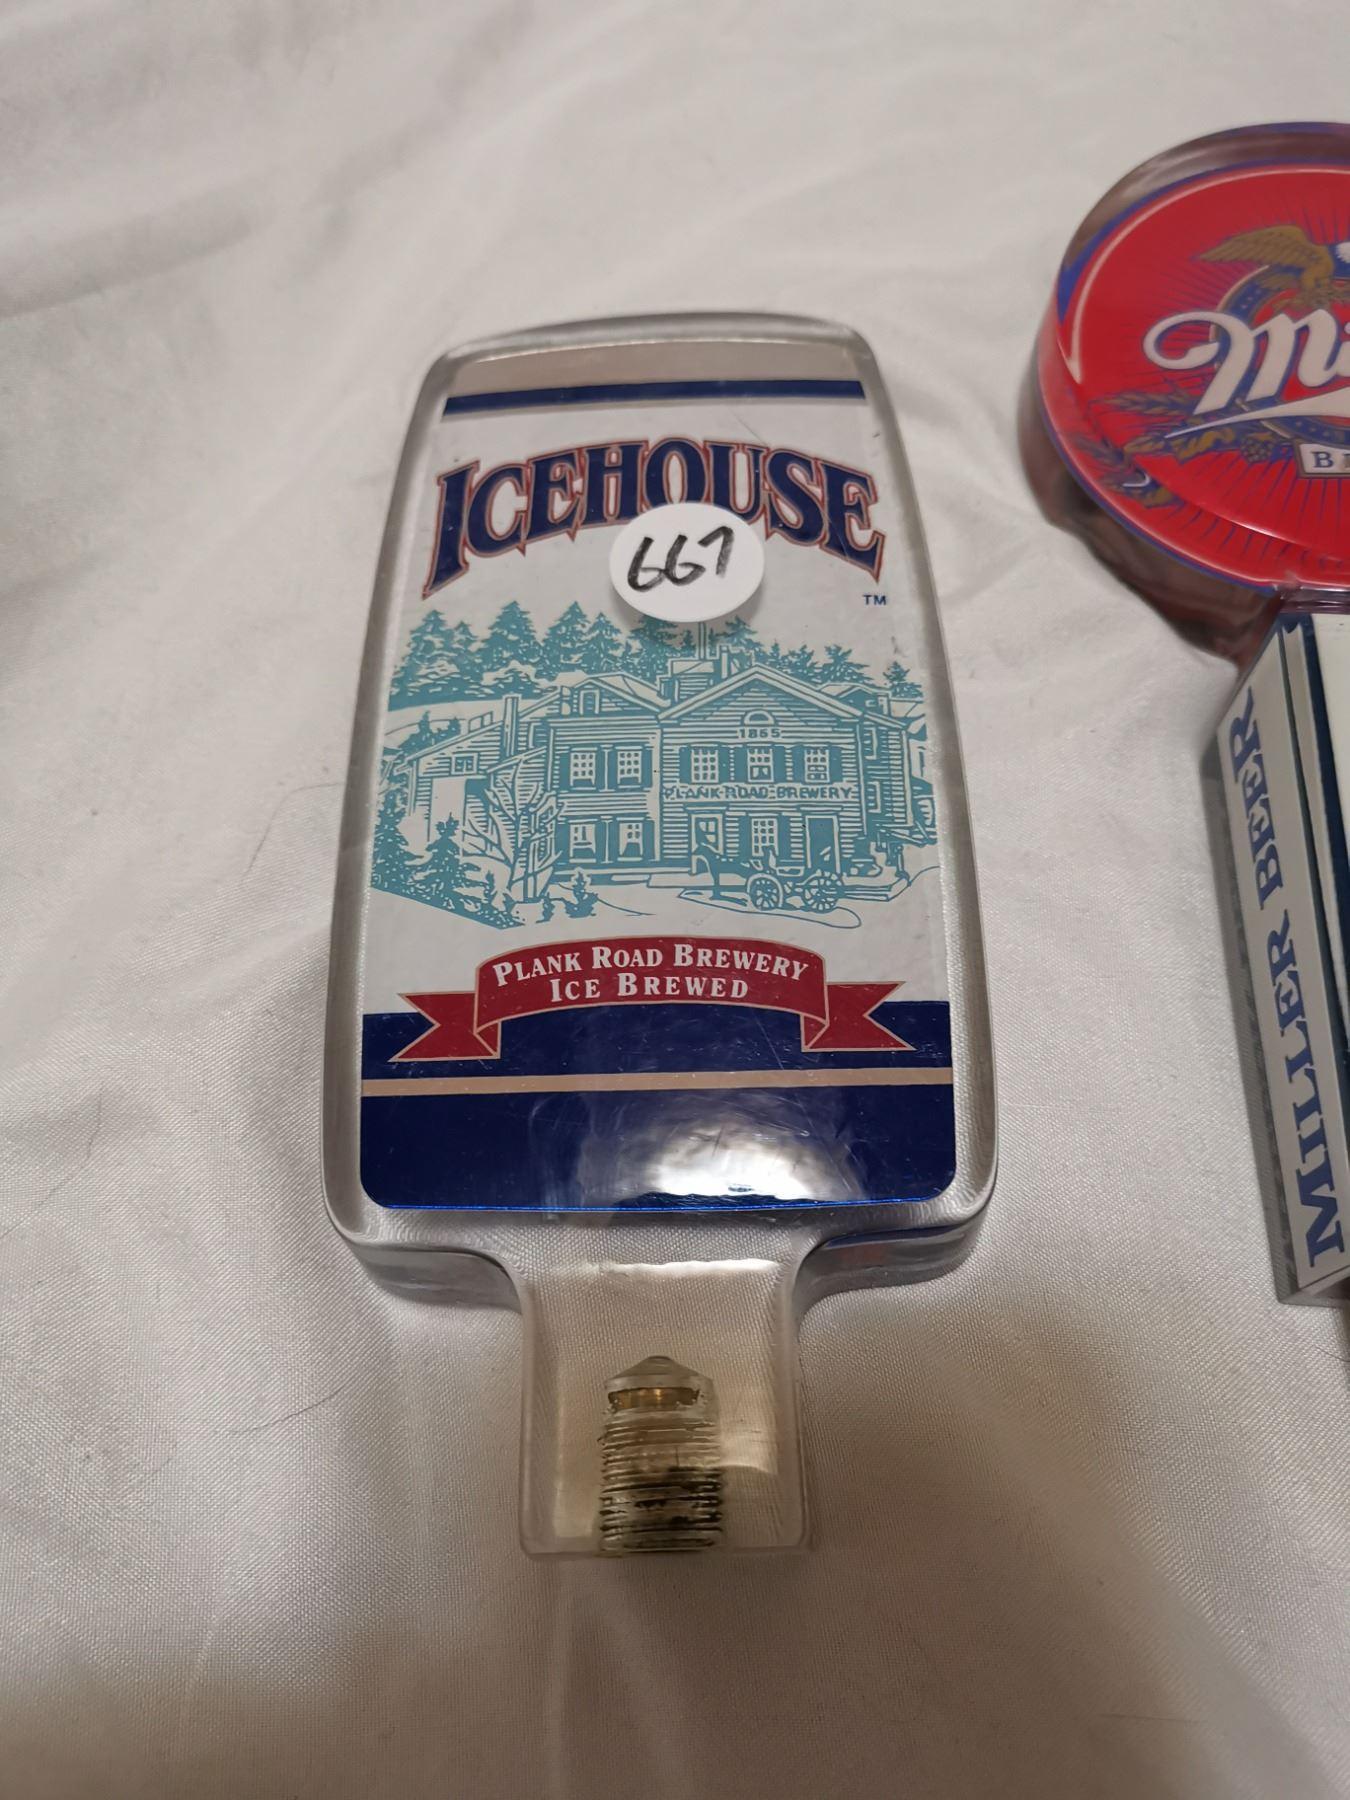 ICEHOUSE
667
TM
1855
PLANK ROAD BREWERY
PLANK ROAD BREWERY
ICE BREWED
MILLER BEER